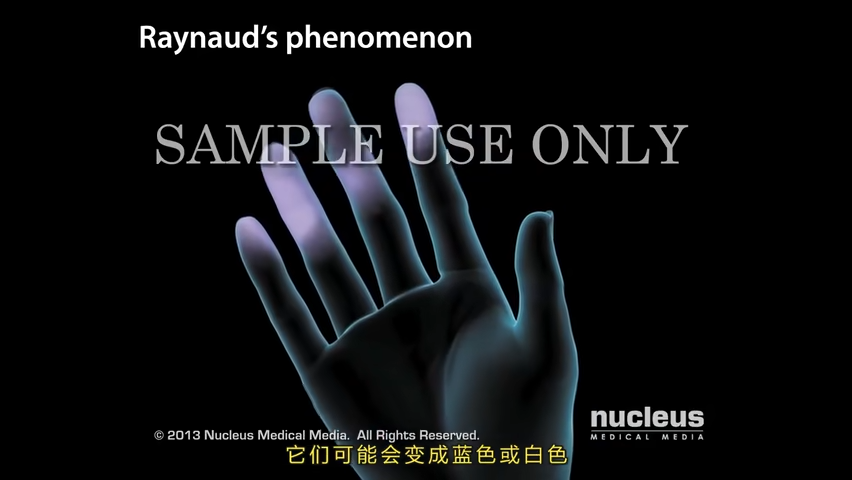 Raynaud's phenomenon
SAMPLE USE ONLY
nucleus
MEDICAL MEDIA
© 2013 Nucleus Medical Media. All Rights Reserved.
它们可能会变成蓝色或白色